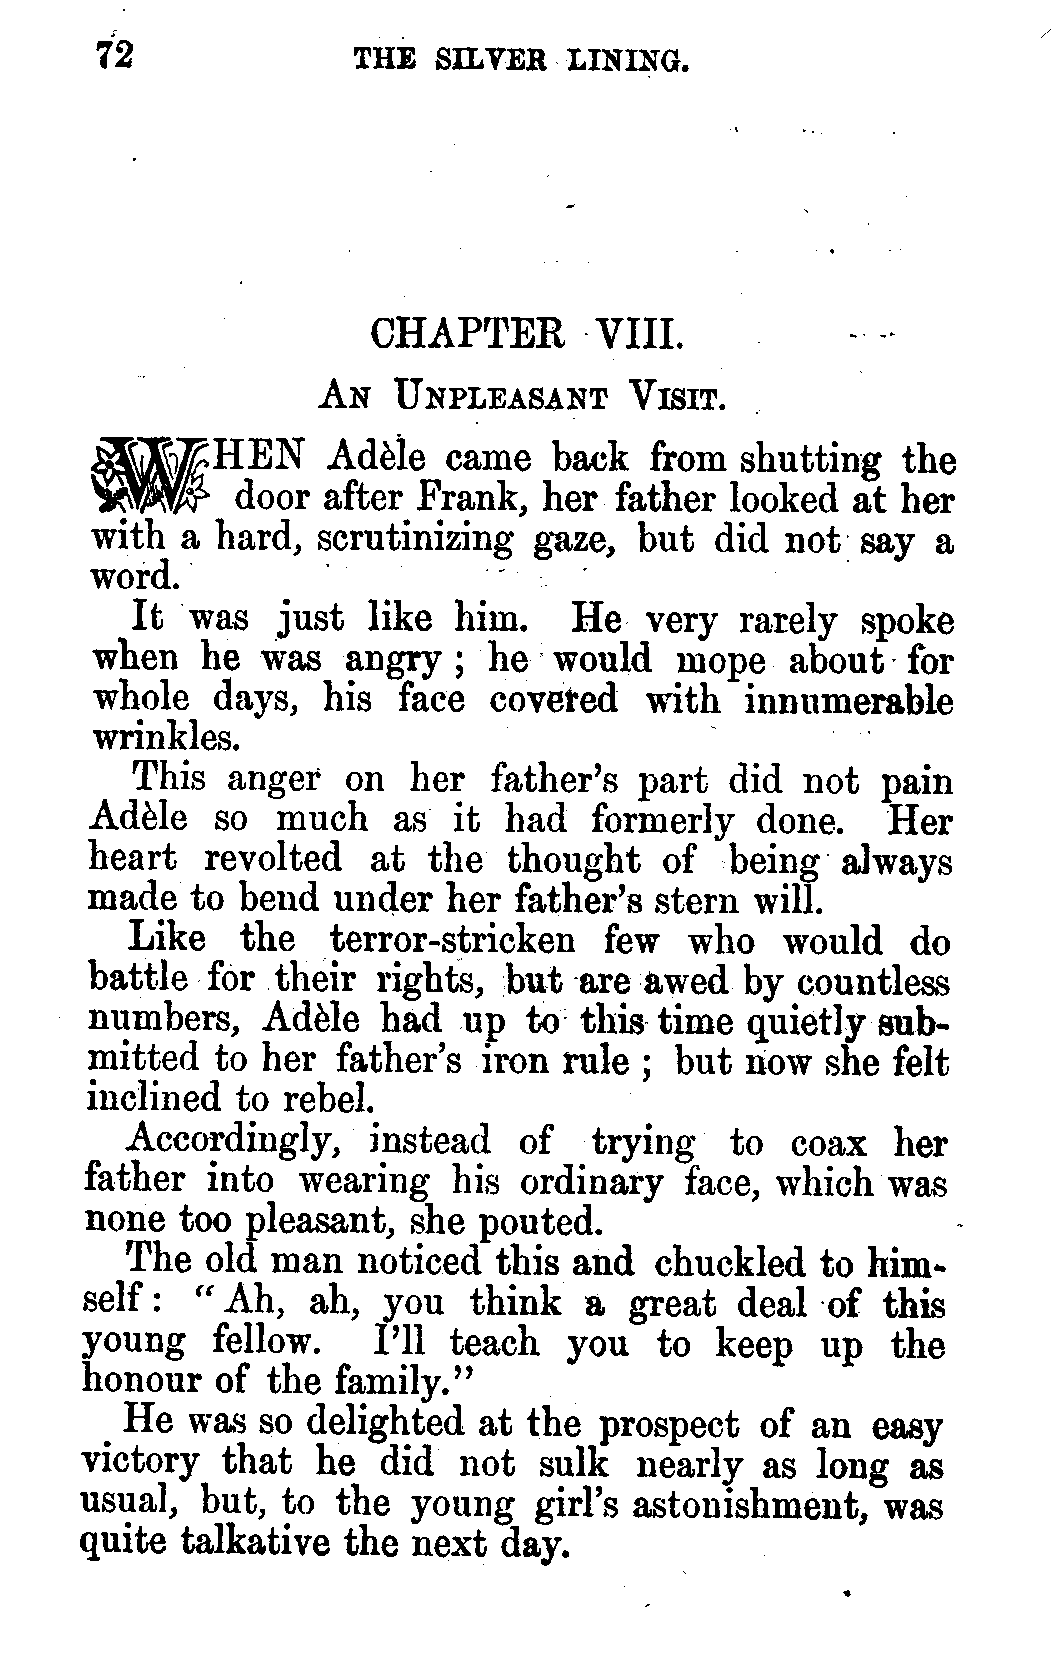 72 THE SILVER LINING.
CHAPTER VIII.
AN UNPLEASANT VISIT.
WHEN Adèle came back from shutting the
door after Frank, her father looked at her
with a hard, scrutinizing gaze, but did not say a
word.
It was just like him. He very rarely spoke
when he was angry ; he would mope about for
whole days, his face covered with innumerable
wrinkles.
This anger on her father's part did not pain
Adèle so much as it had formerly done. Her
heart revolted at the thought of being always
made to bend under her father's stern will.
Like the terror-stricken few who would do
battle for their rights, but are awed by countless
numbers, Adèle had up to this time quietly sub-
mitted to her father's iron rule ; but now she felt
inclined to rebel.
Accordingly, instead of trying to coax her
father into wearing his ordinary face, which was
none too pleasant, she pouted.
The old man noticed this and chuckled to him-
self : “ Ah, ah, you think a great deal of this
young fellow. I'll teach you to keep up the
honour of the family.”
He was so delighted at the prospect of an easy
victory that he did not sulk nearly as long as
usual, but, to the young girl's astonishment, was
quite talkative the next day.